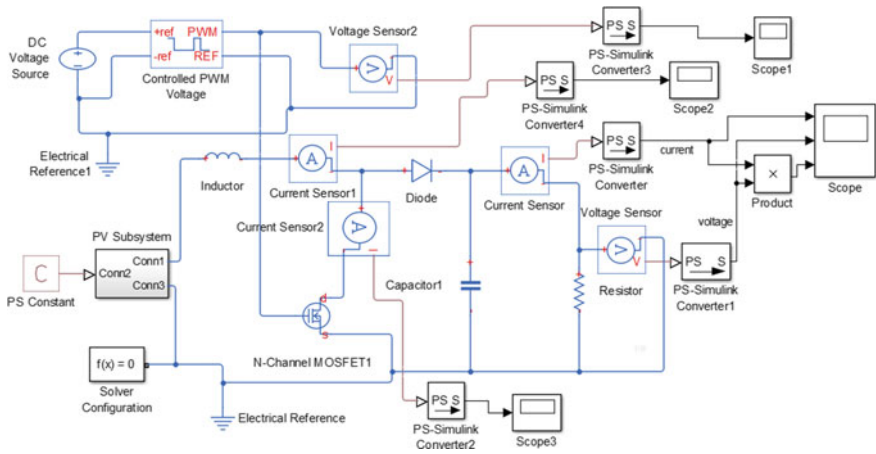 DC
Voltage
Source
+ref PWM
-ref REF
Controlled PWM
Voltage
Voltage Sensor2
V
V
PS S
PS-Simulink
Converter3
Scope1
PS S
PS-Simulink
Converter4
Scope2
Electrical
Reference1
Inductor
I
A
Current Sensor1
Diode
I
A
Current Sensor
PS S
PS-Simulink
Converter
current
×
Product
Scope
Current Sensor2
A
I
Voltage Sensor
V
V
voltage
PS S
PS-Simulink
Converter1
C
PS Constant
PV Subsystem
Conn1
Conn2
Conn3
Capacitor1
Resistor
d
s
N-Channel MOSFET1
f(x) = 0
Solver
Configuration
Electrical Reference
PS S
PS-Simulink
Converter2
Scope3